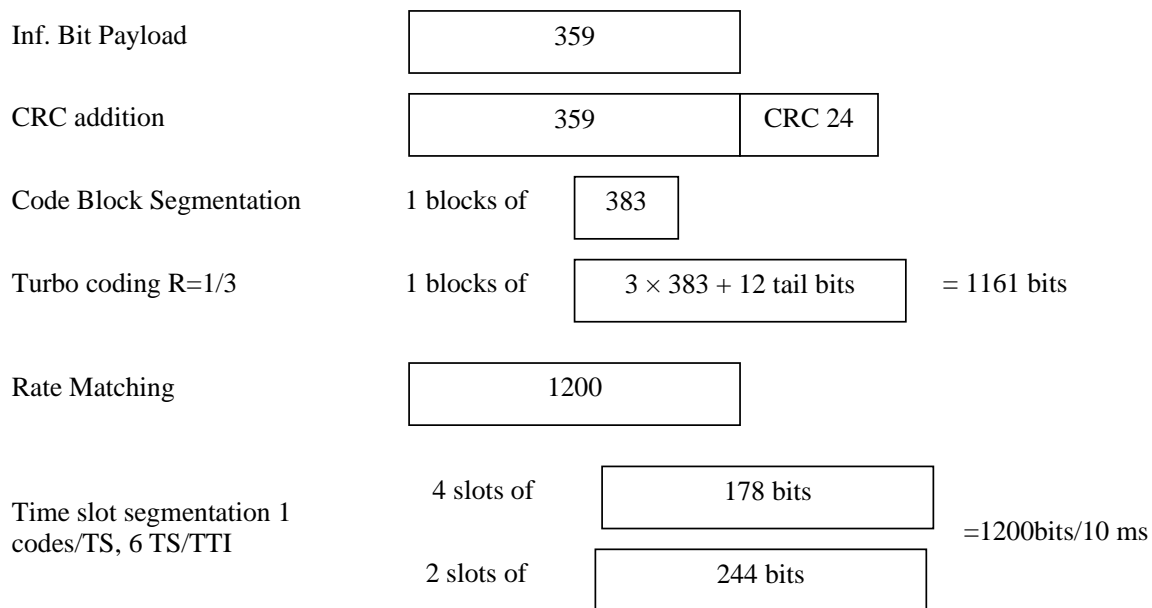 Inf. Bit Payload
359
CRC addition
359
CRC 24
Code Block Segmentation
1 blocks of
383
Turbo coding R=1/3
1 blocks of
3 × 383 + 12 tail bits
= 1161 bits
Rate Matching
1200
4 slots of
178 bits
Time slot segmentation 1
codes/TS, 6 TS/TTI
=1200bits/10 ms
2 slots of
244 bits